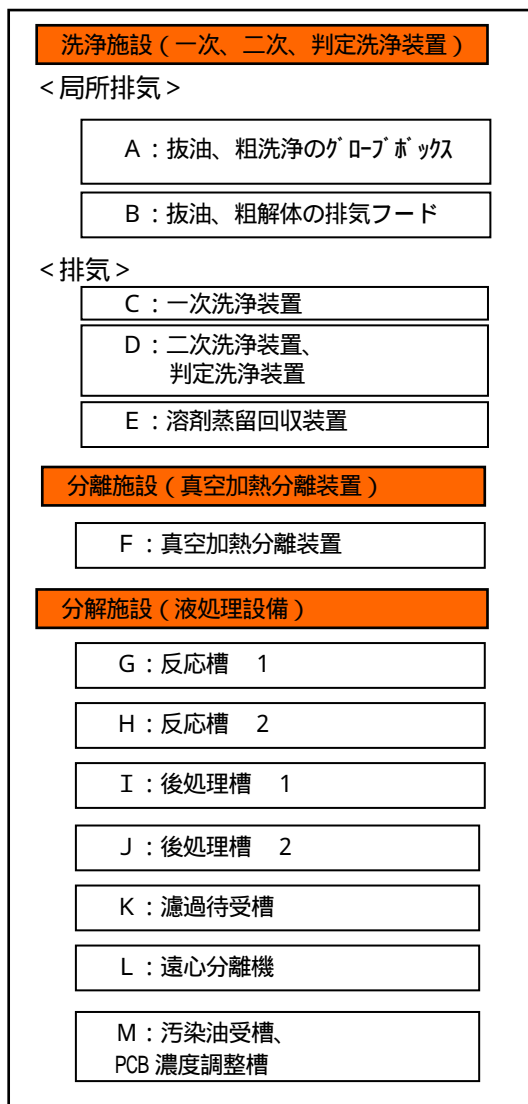 洗浄施設(一次、二次、判定洗浄装置)
<局所排気>
A:抜油、粗洗浄のグローブボックス
B:抜油、粗解体の排気フード
<排気>
C:一次洗浄装置
D:二次洗浄装置、
判定洗浄装置
E:溶剤蒸留回収装置
分離施設(真空加熱分離装置)
F:真空加熱分離装置
分解施設(液処理設備)
G:反応槽 1
H:反応槽 2
I:後処理槽 1
J:後処理槽 2
K:濾過待受槽
L:遠心分離機
M:汚染油受槽、
PCB 濃度調整槽